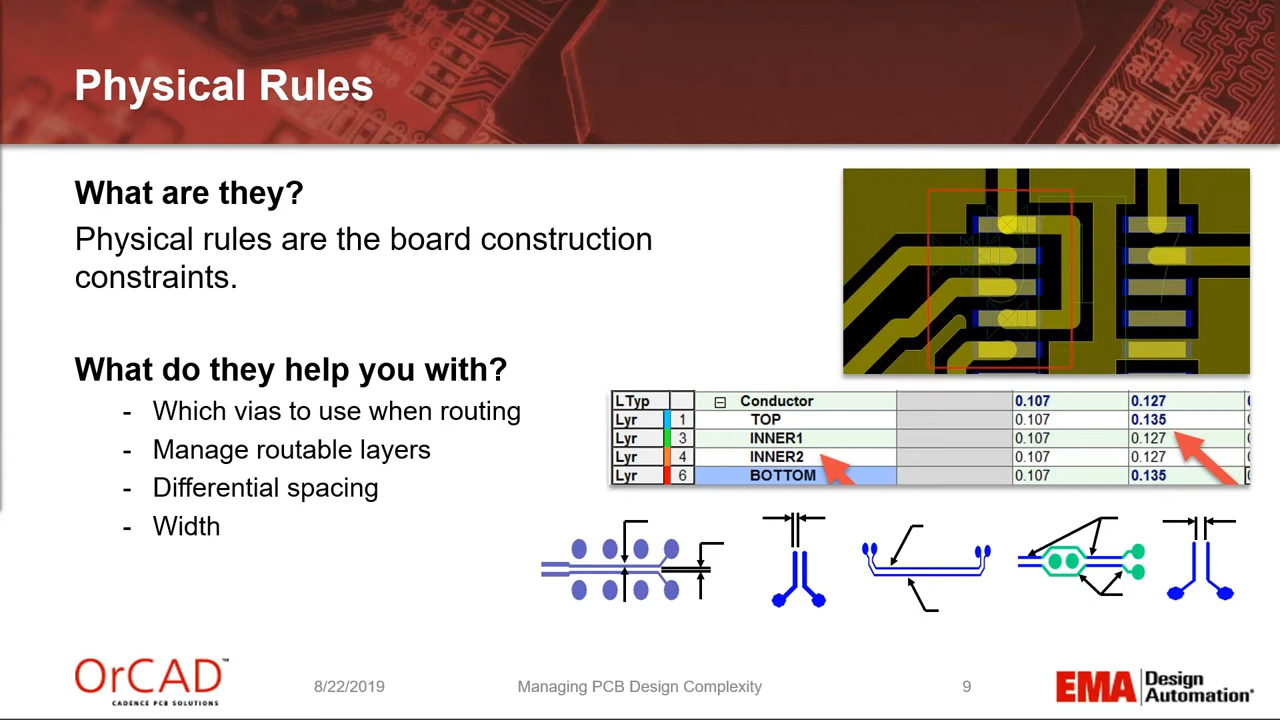 Physical Rules
What are they?
Physical rules are the board construction
constraints.
What do they help you with?
- Which vias to use when routing
- Manage routable layers
- Differential spacing
- Width
LTyp Conductor 0.107 0.127
Lyr 1 TOP 0.107 0.135
Lyr 3 INNER1 0.107 0.127
Lyr 4 INNER2 0.107 0.127
Lyr 6 BOTTOM 0.107 0.135
OrCAD™
CADENCE PCB SOLUTIONS
8/22/2019
Managing PCB Design Complexity
9
EMA Design
Automation®